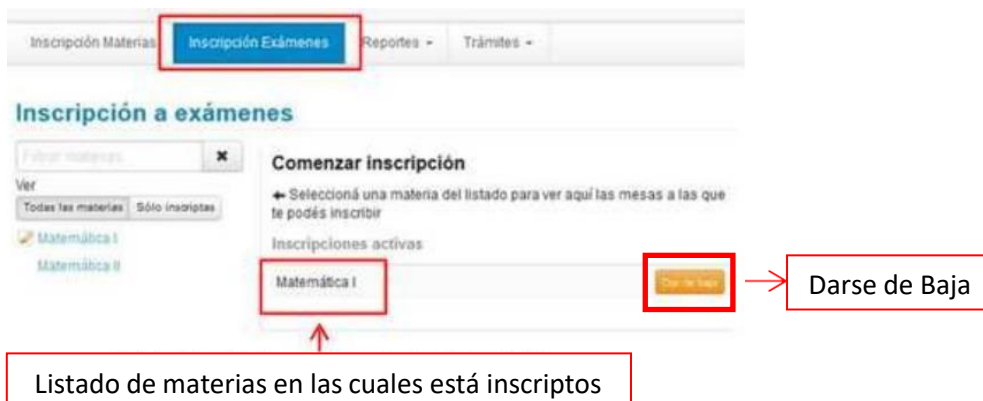 Inscripción Materias Inscripción Exámenes Reportes Trámites
Inscripción a exámenes
Filtrar materias
Ver
Todas las materias Sólo inscriptas
Matemática I
Matemática II
Comenzar inscripción
Seleccioná una materia del listado para ver aquí las mesas a las que
te podés inscribir
Inscripciones activas
Matemática I
Dar de baja
Darse de Baja
Listado de materias en las cuales está inscriptos